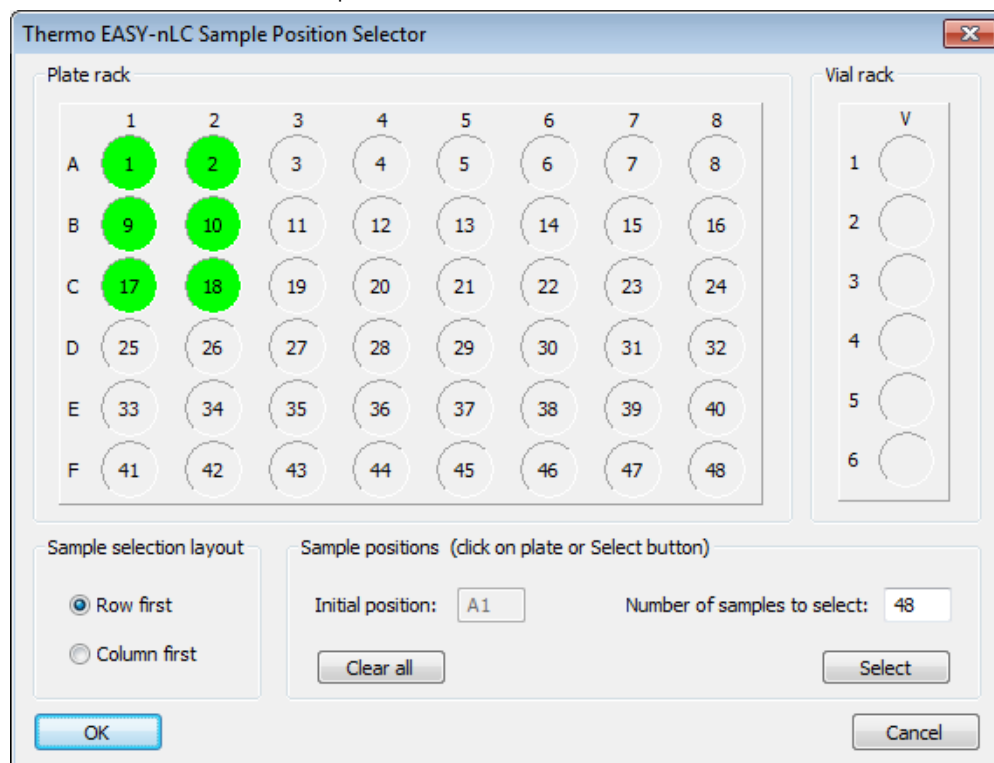 Thermo EASY-nLC Sample Position Selector
Plate rack
1 2 3 4 5 6 7 8
A 1 2 3 4 5 6 7 8
B 9 10 11 12 13 14 15 16
C 17 18 19 20 21 22 23 24
D 25 26 27 28 29 30 31 32
E 33 34 35 36 37 38 39 40
F 41 42 43 44 45 46 47 48
Vial rack
V
1
2
3
4
5
6
Sample selection layout
Row first
Column first
Sample positions (click on plate or Select button)
Initial position: A1
Number of samples to select: 48
Clear all
Select
OK
Cancel